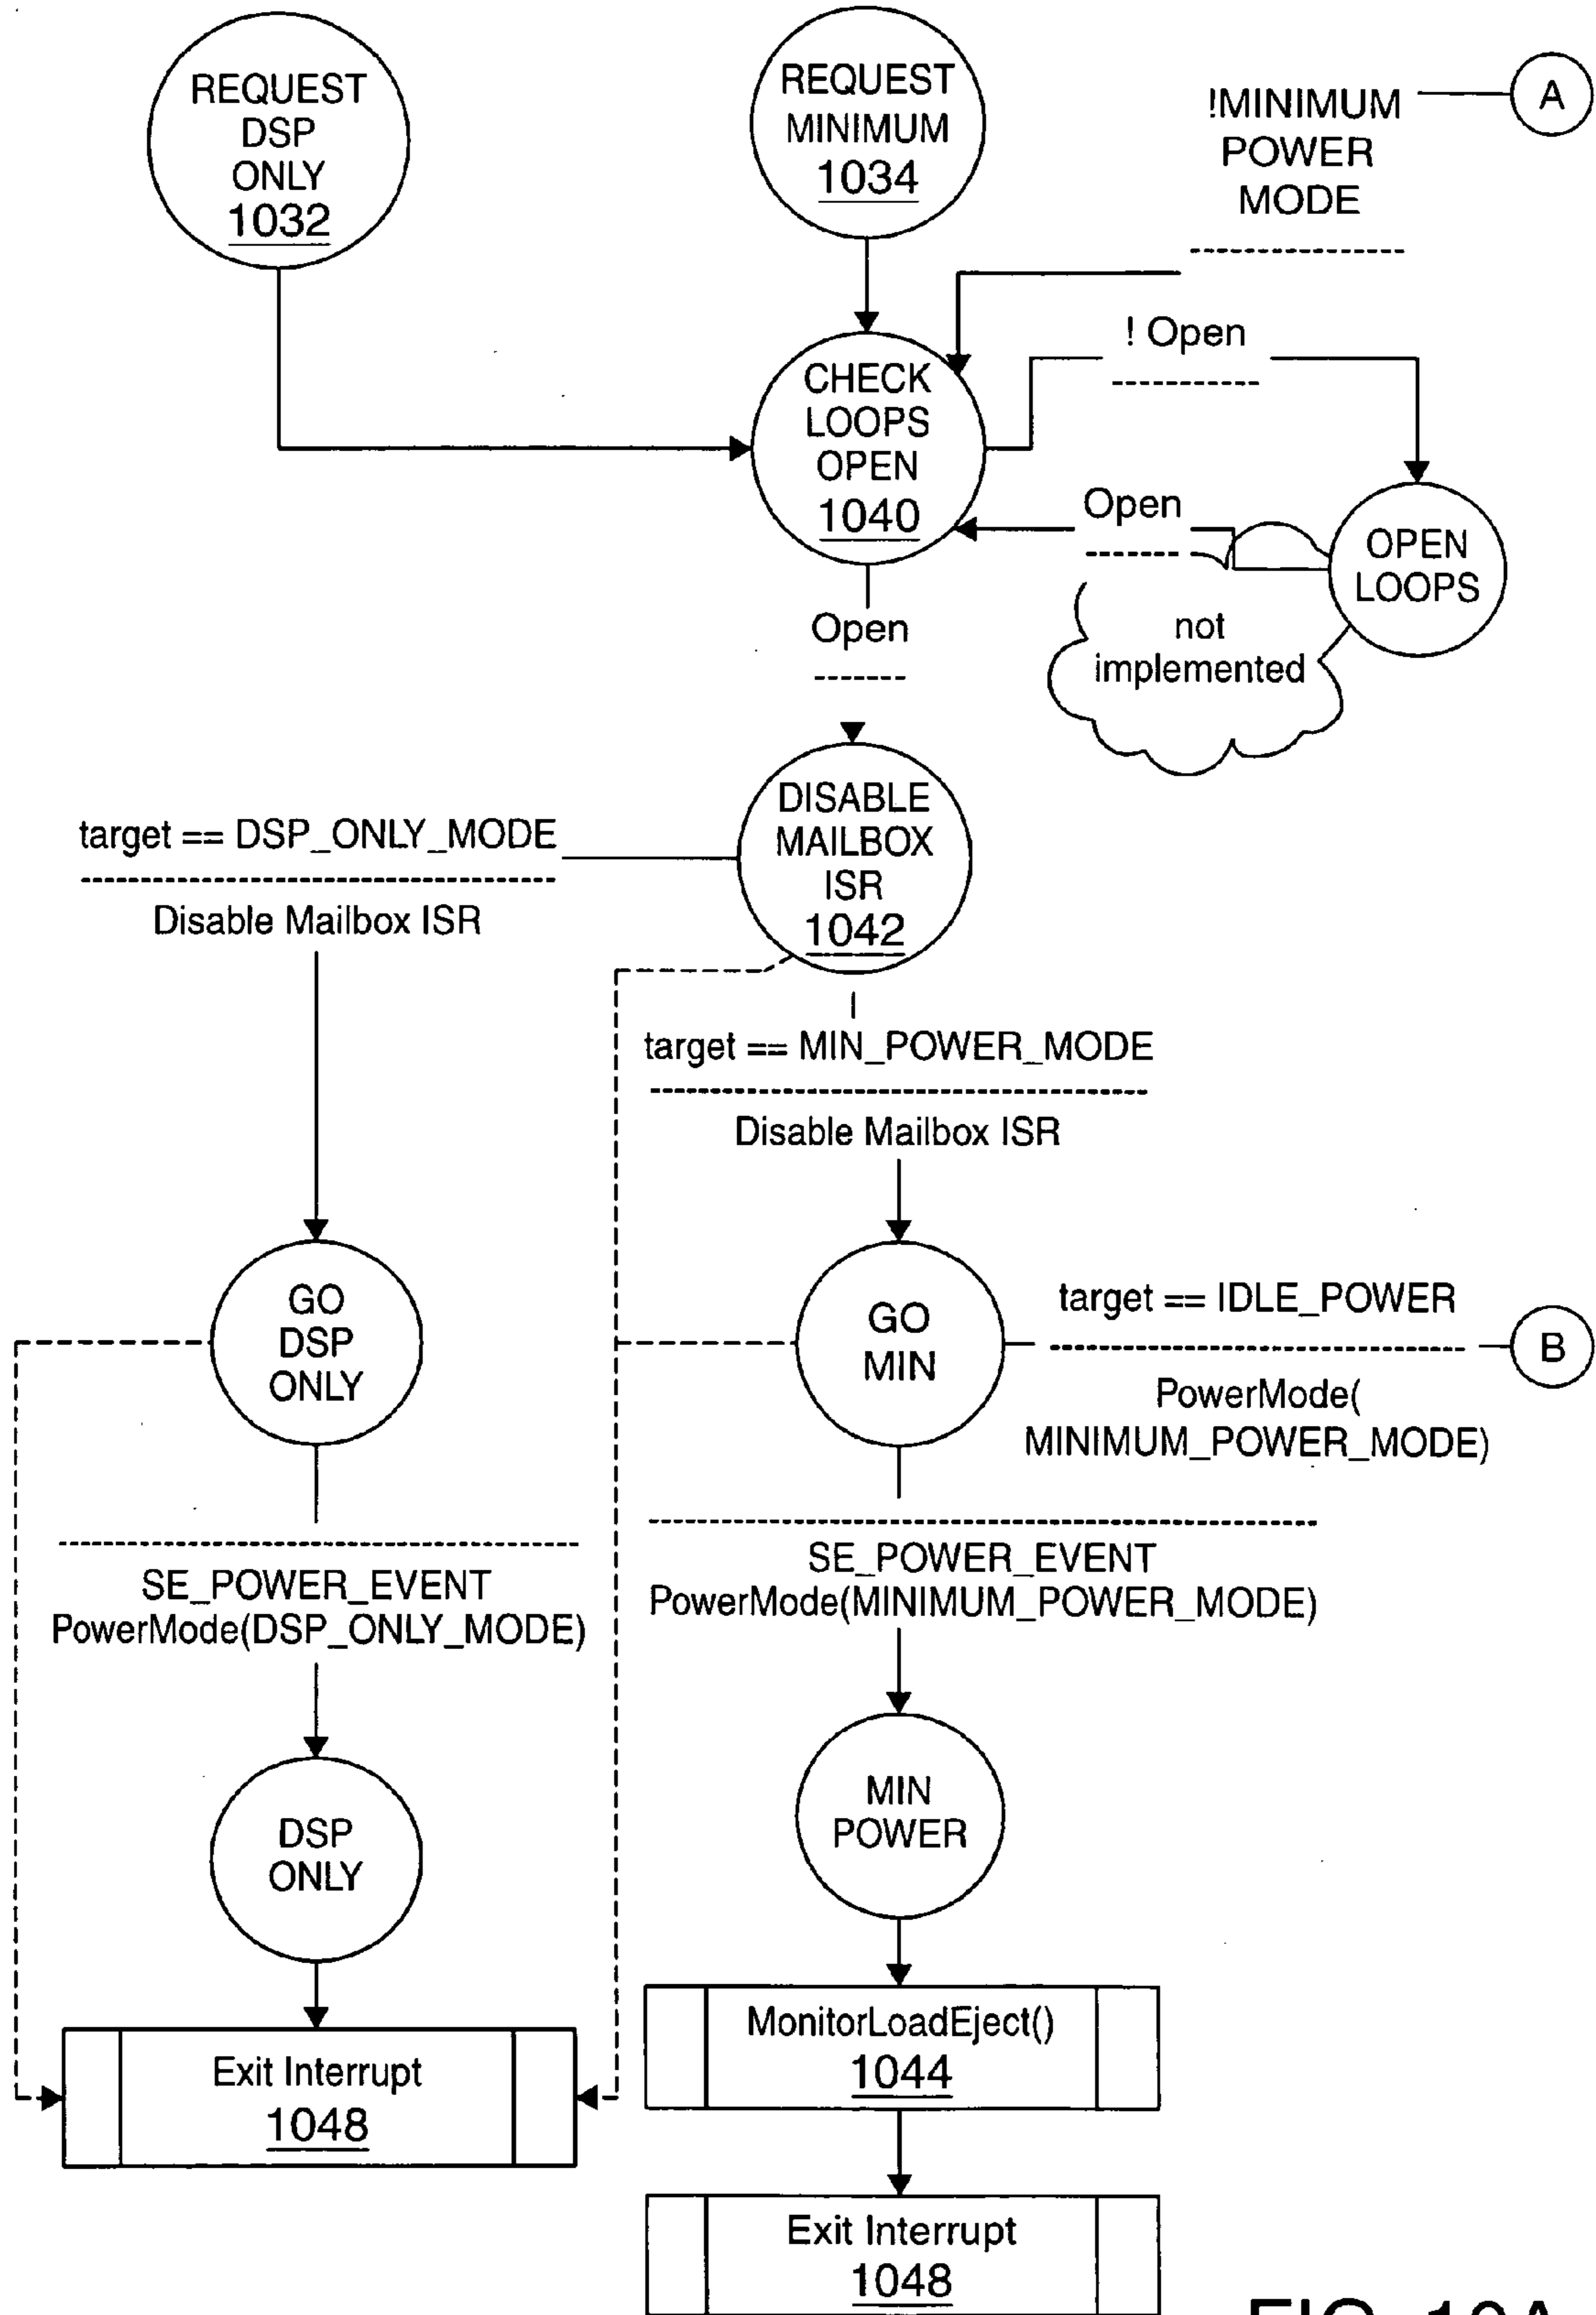 REQUEST
DSP
ONLY
1032
REQUEST
MINIMUM
1034
!MINIMUM
POWER
MODE
A
! Open
CHECK
LOOPS
OPEN
1040
Open
OPEN
LOOPS
not
implemented
Open
DISABLE
MAILBOX
ISR
1042
target == DSP_ONLY_MODE
Disable Mailbox ISR
target == MIN_POWER_MODE
Disable Mailbox ISR
GO
DSP
ONLY
GO
MIN
target == IDLE_POWER
B
PowerMode(
MINIMUM_POWER_MODE)
SE_POWER_EVENT
PowerMode(DSP_ONLY_MODE)
SE_POWER_EVENT
PowerMode(MINIMUM_POWER_MODE)
DSP
ONLY
MIN
POWER
Exit Interrupt
1048
MonitorLoadEject()
1044
Exit Interrupt
1048